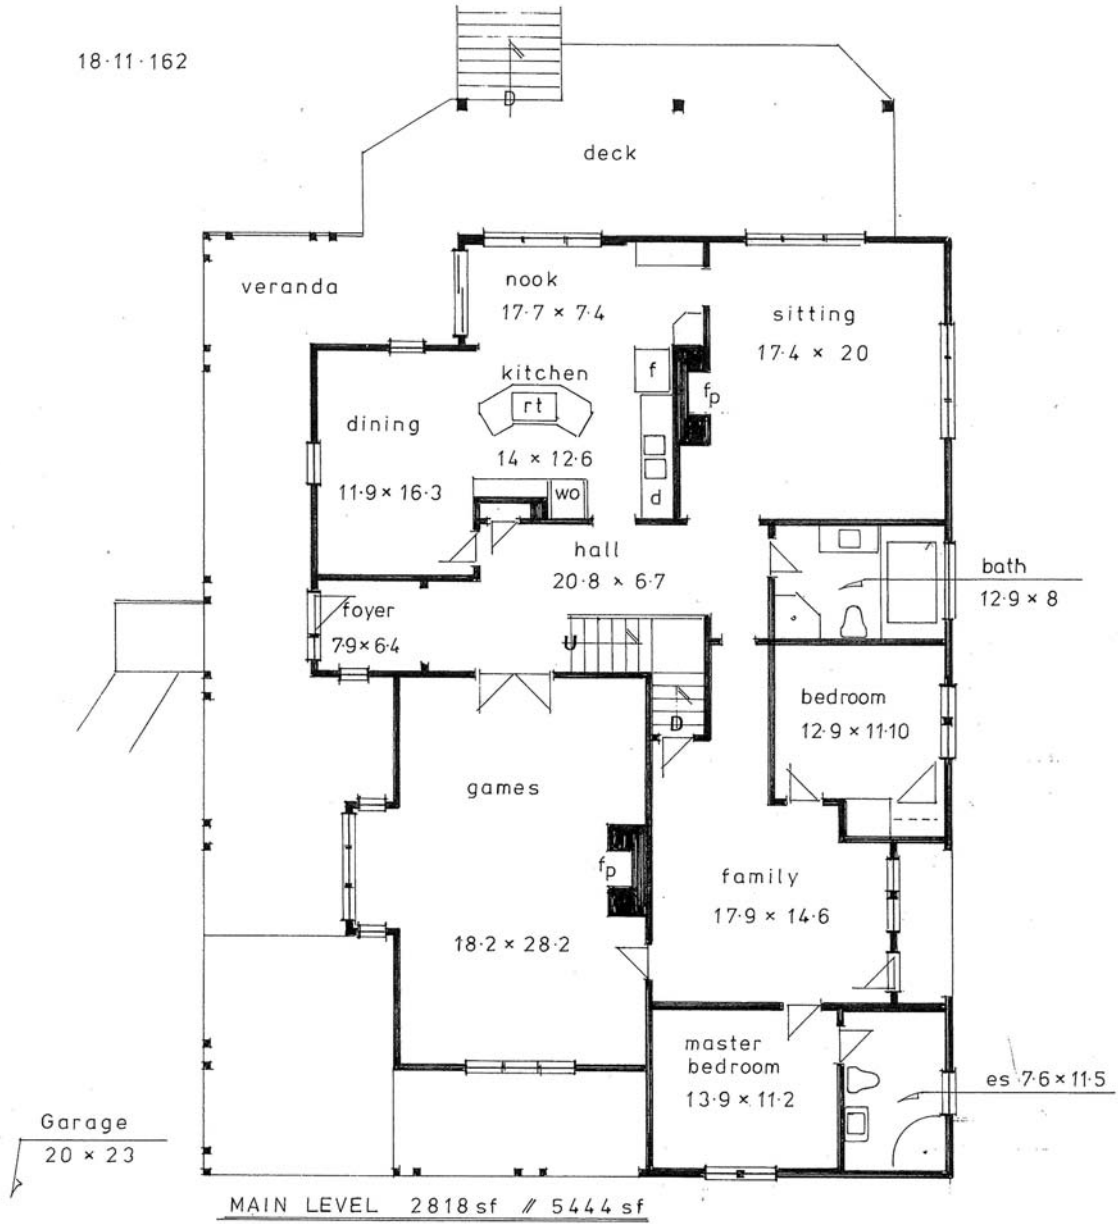 18·11·162
D
deck
veranda
nook
17·7 × 7·4
sitting
17·4 × 20
kitchen
f
fp
rt
dining
14 × 12·6
11·9 × 16·3
wo
d
hall
20·8 × 6·7
bath
12·9 × 8
foyer
7·9 × 6·4
U
D
bedroom
12·9 × 11·10
games
fp
family
17·9 × 14·6
18·2 × 28·2
master
bedroom
13·9 × 11·2
es 7·6 × 11·5
Garage
20 × 23
MAIN LEVEL 2818 sf // 5444 sf